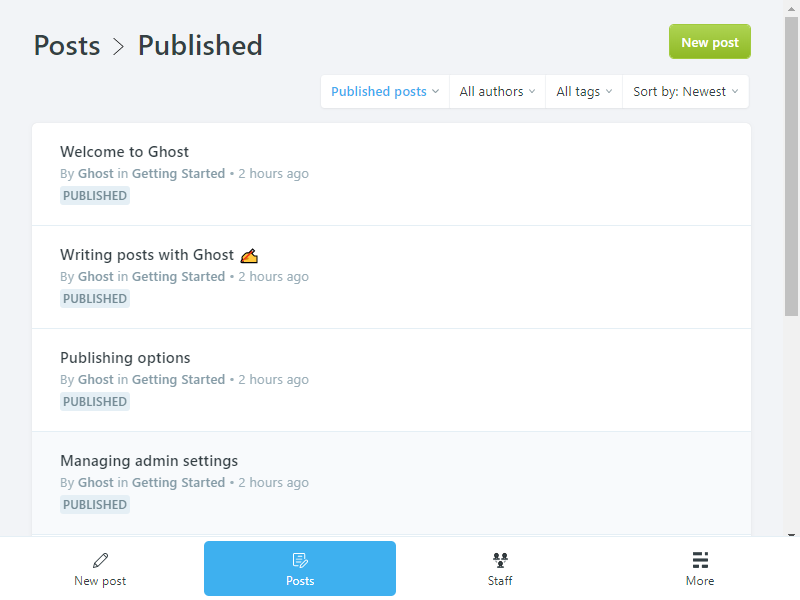 Posts > Published
New post
Published posts
All authors
All tags
Sort by: Newest
Welcome to Ghost
By Ghost in Getting Started • 2 hours ago
PUBLISHED
Writing posts with Ghost ✍️
By Ghost in Getting Started • 2 hours ago
PUBLISHED
Publishing options
By Ghost in Getting Started • 2 hours ago
PUBLISHED
Managing admin settings
By Ghost in Getting Started • 2 hours ago
PUBLISHED
New post
Posts
Staff
More